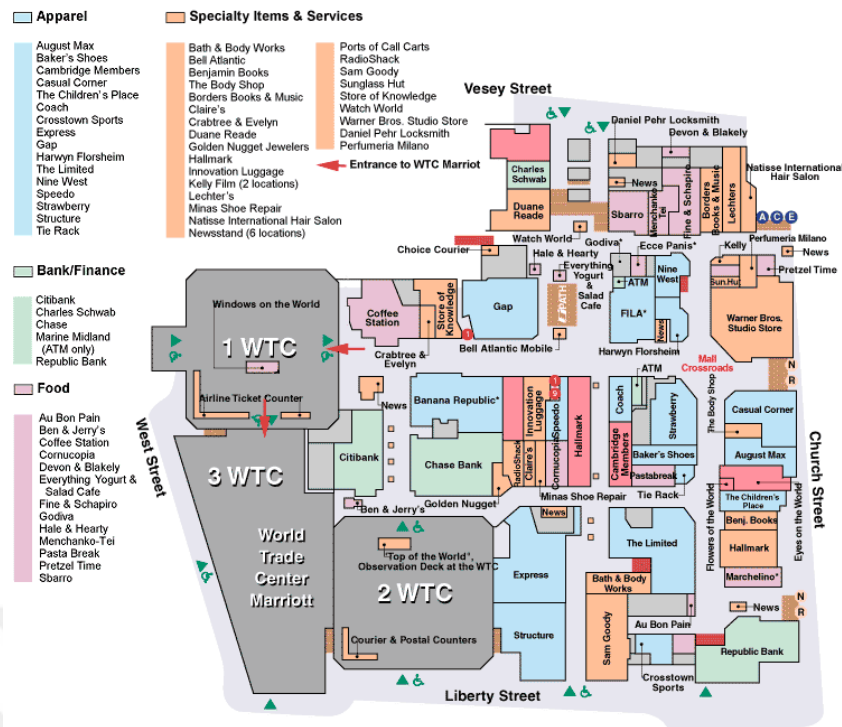 Apparel
August Max
Baker's Shoes
Cambridge Members
Casual Corner
The Children's Place
Coach
Crosstown Sports
Express
Gap
Harwyn Florsheim
The Limited
Nine West
Speedo
Strawberry
Structure
Tie Rack
Bank/Finance
Citibank
Charles Schwab
Chase
Marine Midland
(ATM only)
Republic Bank
Food
Au Bon Pain
Ben & Jerry's
Coffee Station
Cornucopia
Devon & Blakely
Everything Yogurt &
Salad Cafe
Fine & Schapiro
Godiva
Hale & Hearty
Menchanko-Tei
Pasta Break
Pretzel Time
Sbarro
Specialty Items & Services
Bath & Body Works
Bell Atlantic
Benjamin Books
The Body Shop
Borders Books & Music
Claire's
Crabtree & Evelyn
Duane Reade
Golden Nugget Jewelers
Hallmark
Innovation Luggage
Kelly Film (2 locations)
Lechter's
Minas Shoe Repair
Natisse International Hair Salon
Newsstand (6 locations)
Ports of Call Carts
RadioShack
Sam Goody
Sunglass Hut
Store of Knowledge
Watch World
Warner Bros. Studio Store
Daniel Pehr Locksmith
Perfumeria Milano
Entrance to WTC Marriot
Vesey Street
Daniel Pehr Locksmith
Devon & Blakely
Natisse International
Hair Salon
Charles
Schwab
News
Duane
Reade
Sbarro
Menchanko
Tei
Fine & Schapiro
Borders
Books & Music
Lechters
A C E
Watch World
Choice Courier
Godiva*
Ecce Panis*
Kelly
Perfumeria Milano
News
Hale & Hearty
Everything
Yogurt
&
Salad
Cafe
ATM
Nine
West
Pretzel Time
Sun.Hut
Windows on the World
Coffee
Station
Store of
Knowledge
Gap
PATH
FILA*
News
Warner Bros.
Studio Store
1 WTC
1
Bell Atlantic Mobile
Harwyn Florsheim
Crabtree &
Evelyn
Mall
Crossroads
ATM
N
R
Airline Ticket Counter
News
Banana Republic*
Innovation
Luggage
1
9
Speedo
Hallmark
Coach
Strawberry
The Body Shop
Casual Corner
West Street
Citibank
Chase Bank
RadioShack
Claire's
Cornucopia
Cambridge
Members
Baker's Shoes
August Max
Church Street
3 WTC
Pastabreak
Ben & Jerry's
Golden Nugget
Minas Shoe Repair
Tie Rack
The Children's
Place
Flowers of the World
Eyes on the World
World
Trade
Center
Marriott
News
Benj. Books
"Top of the World",
Observation Deck at the WTC
The Limited
Hallmark
Express
2 WTC
Bath & Body
Works
Marchelino*
News
N
R
Au Bon Pain
Courier & Postal Counters
Structure
Sam Goody
Republic Bank
Crosstown
Sports
Liberty Street